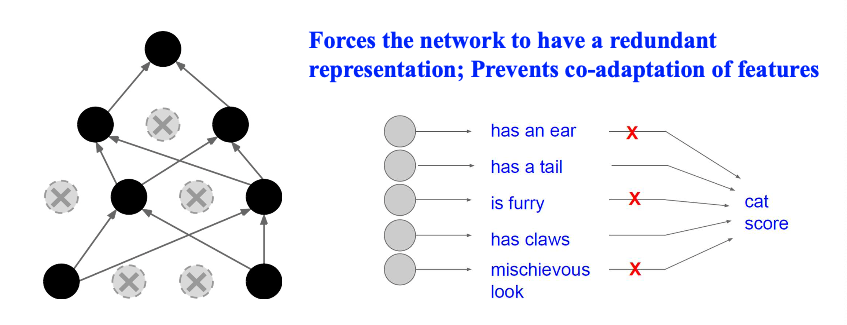 Forces the network to have a redundant
representation; Prevents co-adaptation of features
has an ear
X
has a tail
is furry
X
has claws
mischievous
look
X
cat
score